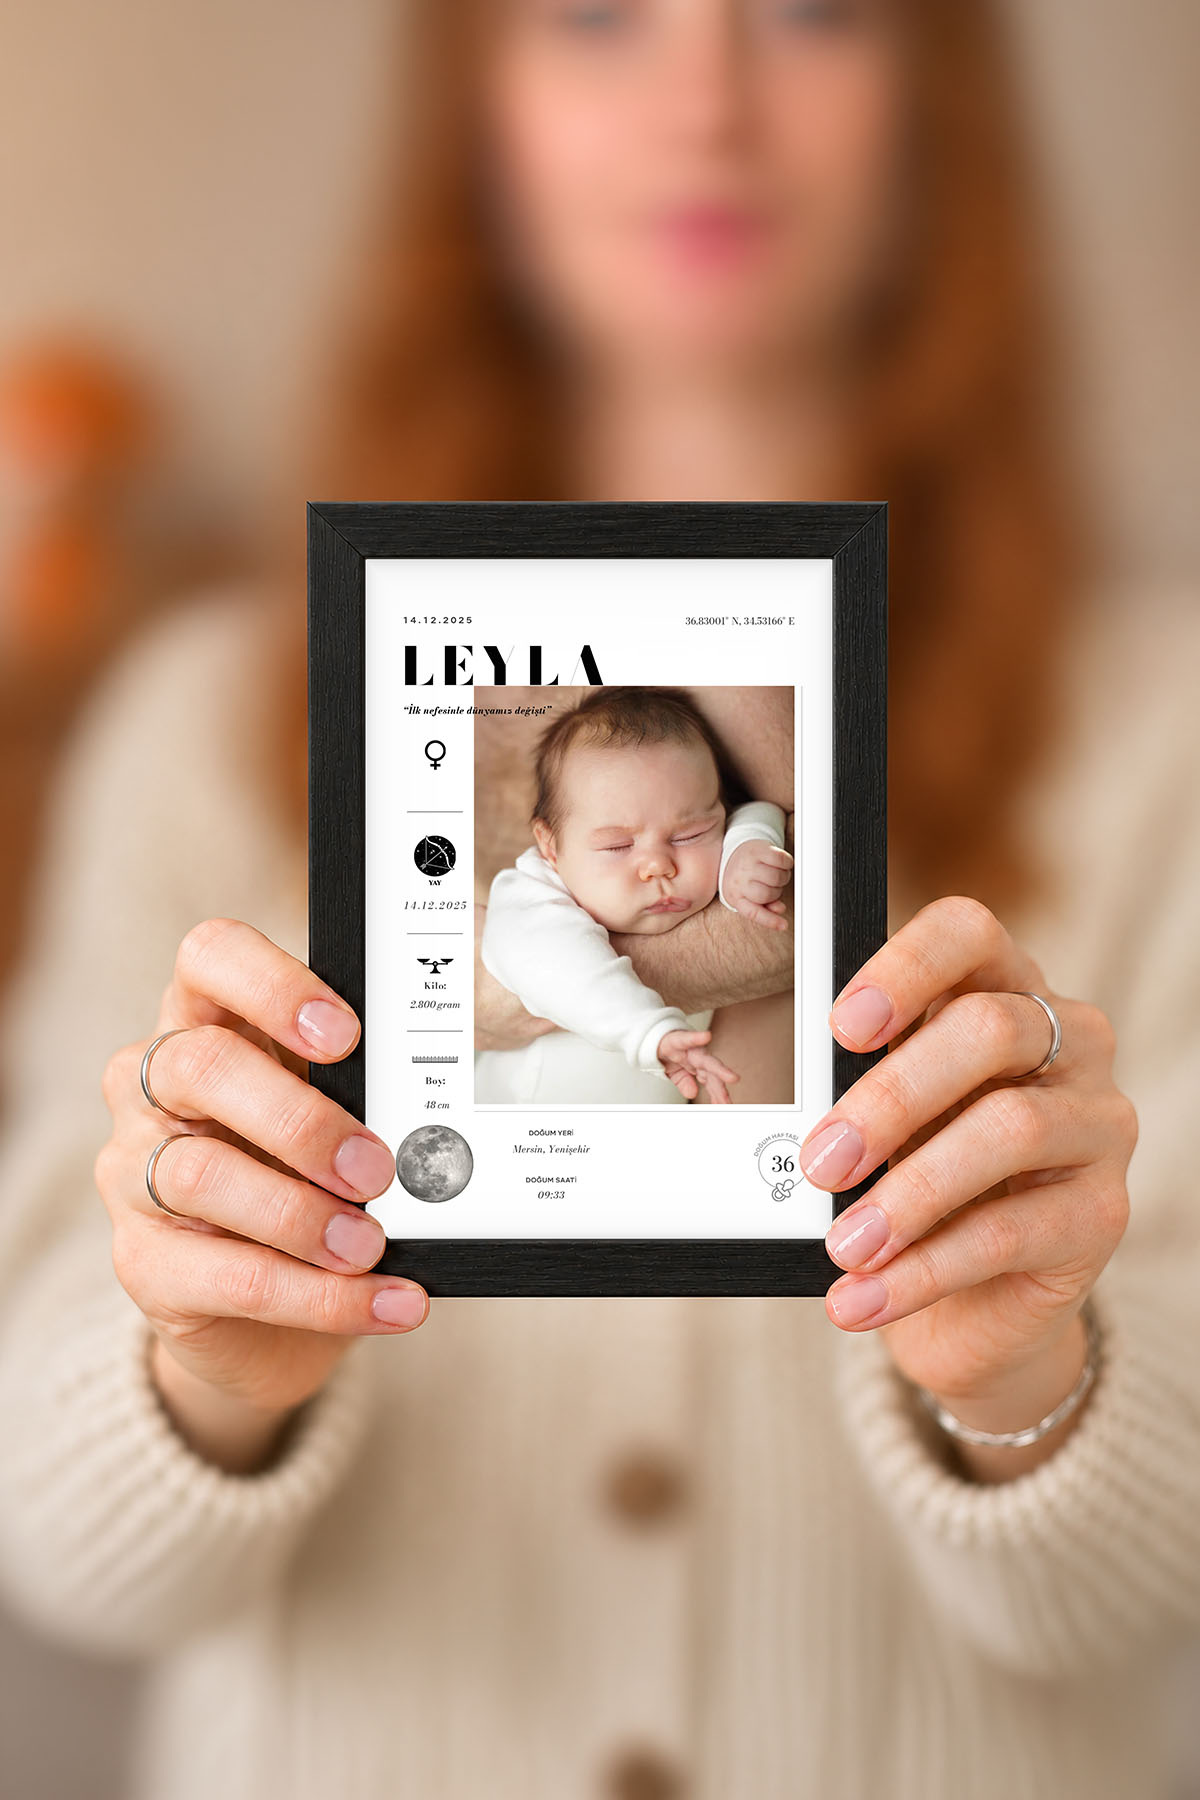 14.12.2025
36.83001° N, 34.53166° E
LEYLA
“İlk nefesinle dünyamız değişti”
YAY
14.12.2025
Kilo:
2.800 gram
Boy:
48 cm
DOĞUM YERİ
Mersin, Yenişehir
DOĞUM SAATİ
09:33
DOĞUM HAFTASI
36